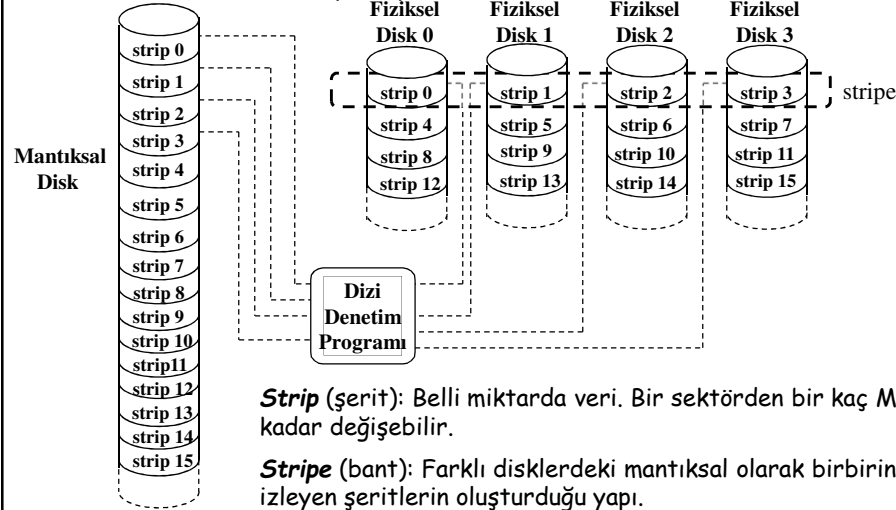 Fiziksel Disk 0
Fiziksel Disk 1
Fiziksel Disk 2
Fiziksel Disk 3
strip 0
strip 1
strip 2
strip 3
stripe
strip 4
strip 5
strip 6
strip 7
strip 8
strip 9
strip 10
strip 11
strip 12
strip 13
strip 14
strip 15
Mantıksal
Disk
strip 0
strip 1
strip 2
strip 3
strip 4
strip 5
strip 6
strip 7
strip 8
strip 9
strip 10
strip11
strip 12
strip 13
strip 14
strip 15
Dizi
Denetim
Programı
Strip (şerit): Belli miktarda veri. Bir sektörden bir kaç M
kadar değişebilir.
Stripe (bant): Farklı disklerdeki mantıksal olarak birbirin
izleyen şeritlerin oluşturduğu yapı.